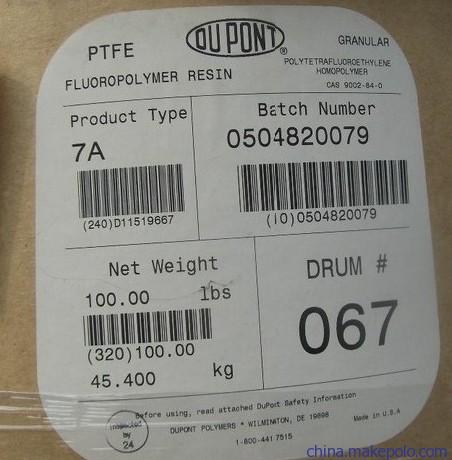 PTFE
DUPONT®
GRANULAR
FLUOROPOLYMER RESIN
POLYTETRAFLUOROETHYLENE
HOMOPOLYMER
CAS 9002-84-0
Product Type
7A
(240)D11519667
Batch Number
0504820079
(10)0504820079
Net Weight
100.00 lbs
(320)100.00
45.400 kg
DRUM #
067
Before using, read attached DuPont Safety Information
DUPONT POLYMERS * WILMINTON, DE 19898
Made in U.S.A
1-800-441 7515
Inspected
by
24
china.makepolo.com